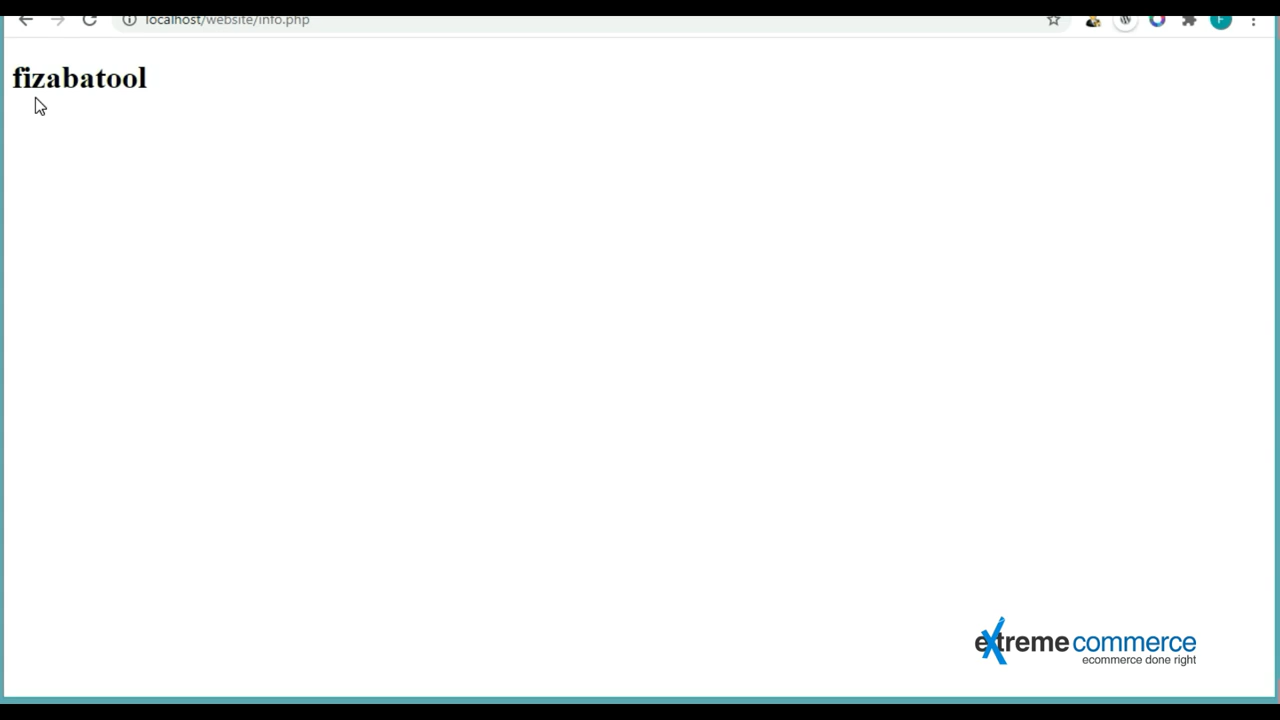 localhost/website/info.php
F
fizabatool
extreme commerce
ecommerce done right